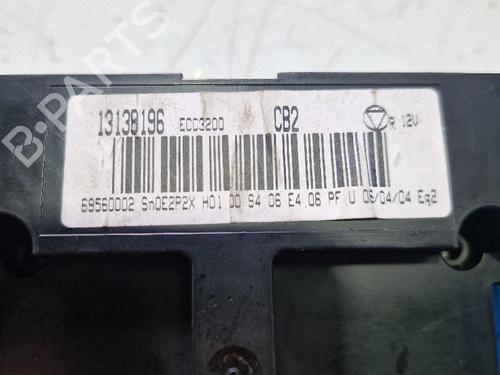 B-PARTS
13138196 ECC3200 CB2 R 12V
69560002 SnOE2P2X H01 00 S4 06 E4 06 PF U 06/04/04 Eq2